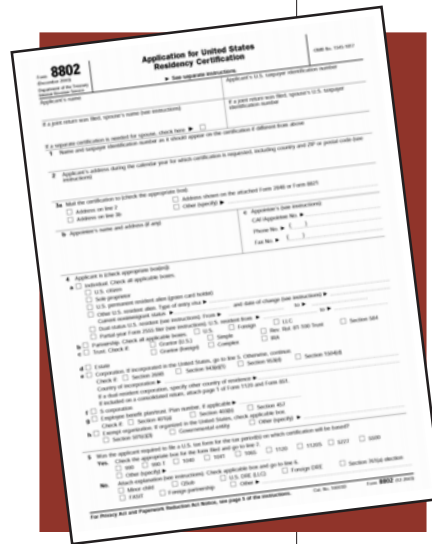 Form 8802
(December 2003)
Department of the Treasury
Internal Revenue Service
Application for United States
Residency Certification
► See separate instructions.
OMB No. 1545-1817
Applicant's name
Applicant's U.S. taxpayer identification number
If a joint return was filed, spouse's name (see instructions)
If a joint return was filed, spouse's U.S. taxpayer
identification number
If a separate certification is needed for spouse, check here ►
1 Name and taxpayer identification number as it should appear on the certification if different from above:
2 Applicant's address during the calendar year for which certification is requested, including country and ZIP or postal code (see
instructions)
3a Mail the certification to (check the appropriate box):
Address on line 2
Address on line 3b
Address shown on the attached Form 2848 or Form 8821
Other (specify) ►
b Appointee's name and address (if any)
c Appointee's (see instructions):
CAF Appointee No. ►
Phone No. ► ( )
Fax No. ► ( )
4 Applicant is (check appropriate box(es)):
a Individual. Check all applicable boxes.
U.S. citizen
Sole proprietor
U.S. permanent resident alien (green card holder)
Other U.S. resident alien. Type of entry visa ►
Current nonimmigrant status ► and date of change (see instructions) ►
Dual-status U.S. resident (see instructions). From ► to ►
Partial-year Form 2555 filer (see instructions). U.S. resident from ► to ►
b Partnership. Check all applicable boxes. U.S. Foreign LLC
c Trust. Check if: Grantor (U.S.) Simple Rev. Rul. 81-100 Trust Section 584
Grantor (foreign) Complex IRA
d Estate
e Corporation. If incorporated in the United States, go to line 5. Otherwise, continue.
Check if: Section 269B Section 943(e)(1) Section 953(d) Section 1504(d)
Country of incorporation ►
If a dual-resident corporation, specify other country of residence ►
If included on a consolidated return, attach page 1 of Form 1120 and Form 851.
f S corporation
g Employee benefit plan/trust. Plan number, if applicable ►
Check if: Section 401(a) Section 403(b) Section 457
h Exempt organization. If organized in the United States, check applicable box.
Section 501(c)(3) Governmental entity Other (specify) ►
5 Was the applicant required to file a U.S. tax form for the tax period(s) on which certification will be based?
Yes. Check the appropriate box for the form filed and go to line 7.
990 990-T 1040 1041 1065 1120 1120S 5227 5500
Other (specify) ►
No. Attach explanation (see instructions). Check applicable box and go to line 6.
Minor child QSub U.S. DRE (LLC) Foreign DRE Section 761(a) election
FASIT Foreign partnership Other ►
For Privacy Act and Paperwork Reduction Act Notice, see page 5 of the instructions.
Form 8802 (12-2003)